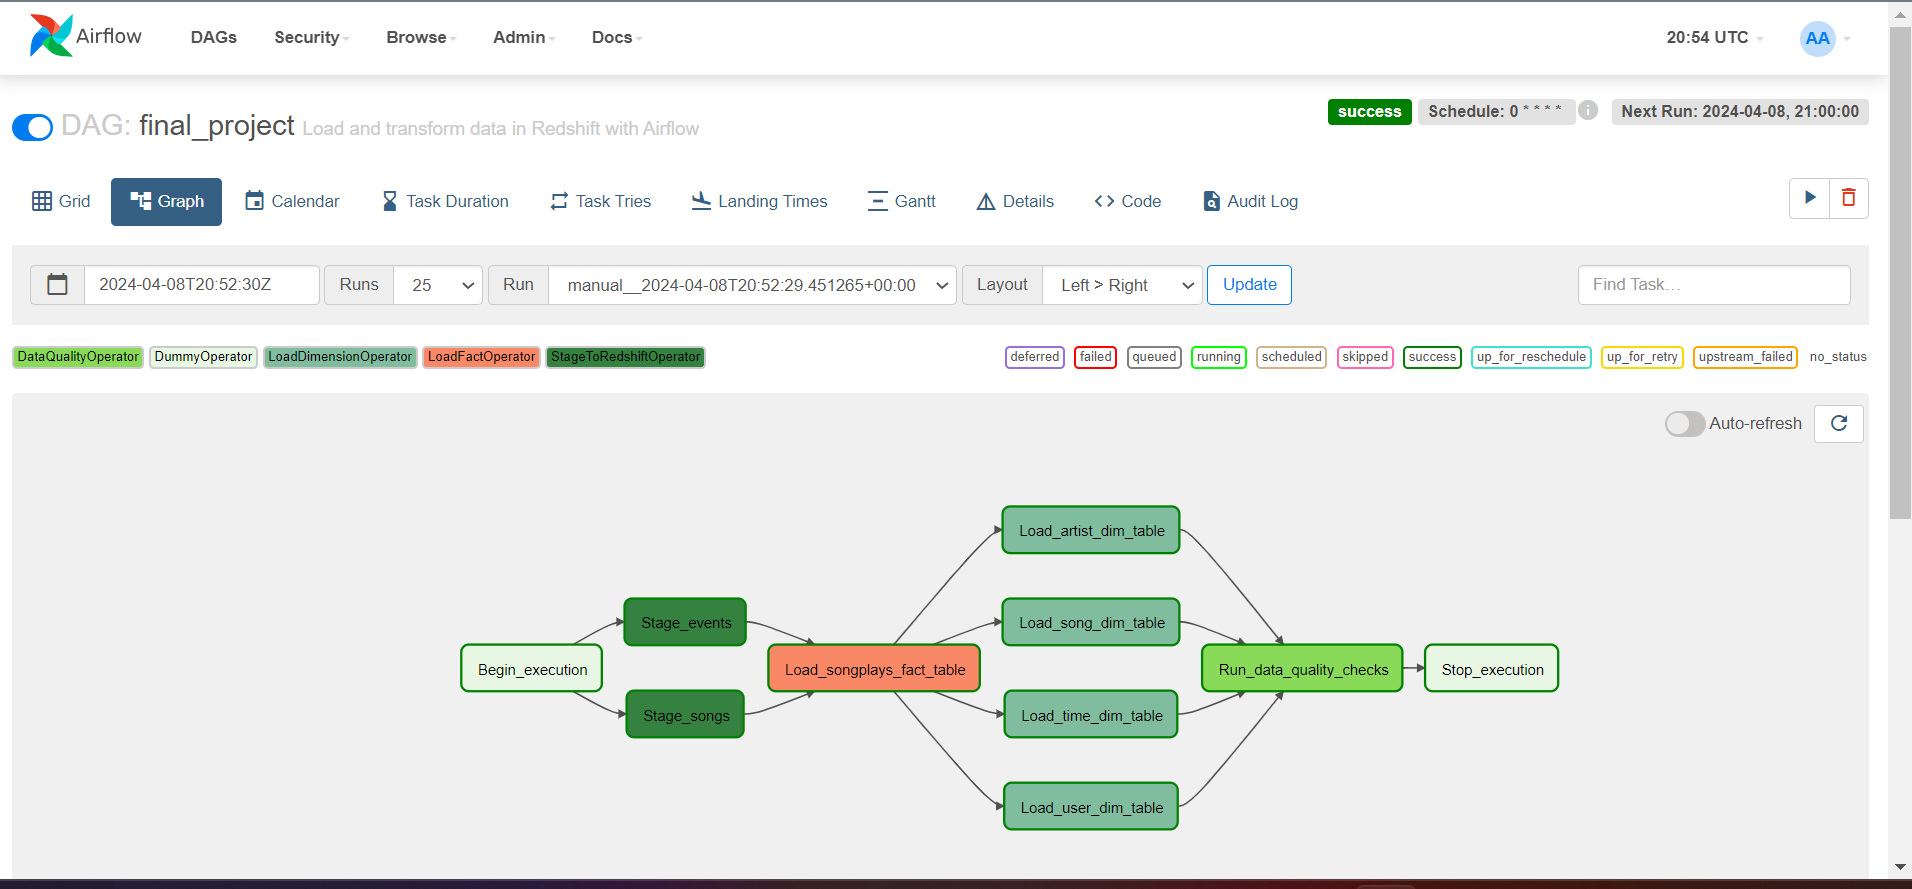 Airflow DAGs Security Browse Admin Docs 20:54 UTC AA
DAG: final_project Load and transform data in Redshift with Airflow
success Schedule: 0 * * * * i Next Run: 2024-04-08, 21:00:00
Grid Graph Calendar Task Duration Task Tries Landing Times Gantt Details Code Audit Log
2024-04-08T20:52:30Z Runs 25 Run manual__2024-04-08T20:52:29.451265+00:00 Layout Left > Right Update Find Task…
DataQualityOperator DummyOperator LoadDimensionOperator LoadFactOperator StageToRedshiftOperator deferred failed queued running scheduled skipped success up_for_reschedule up_for_retry upstream_failed no_status
Auto-refresh
Begin_execution
Stage_events
Stage_songs
Load_songplays_fact_table
Load_artist_dim_table
Load_song_dim_table
Load_time_dim_table
Load_user_dim_table
Run_data_quality_checks
Stop_execution